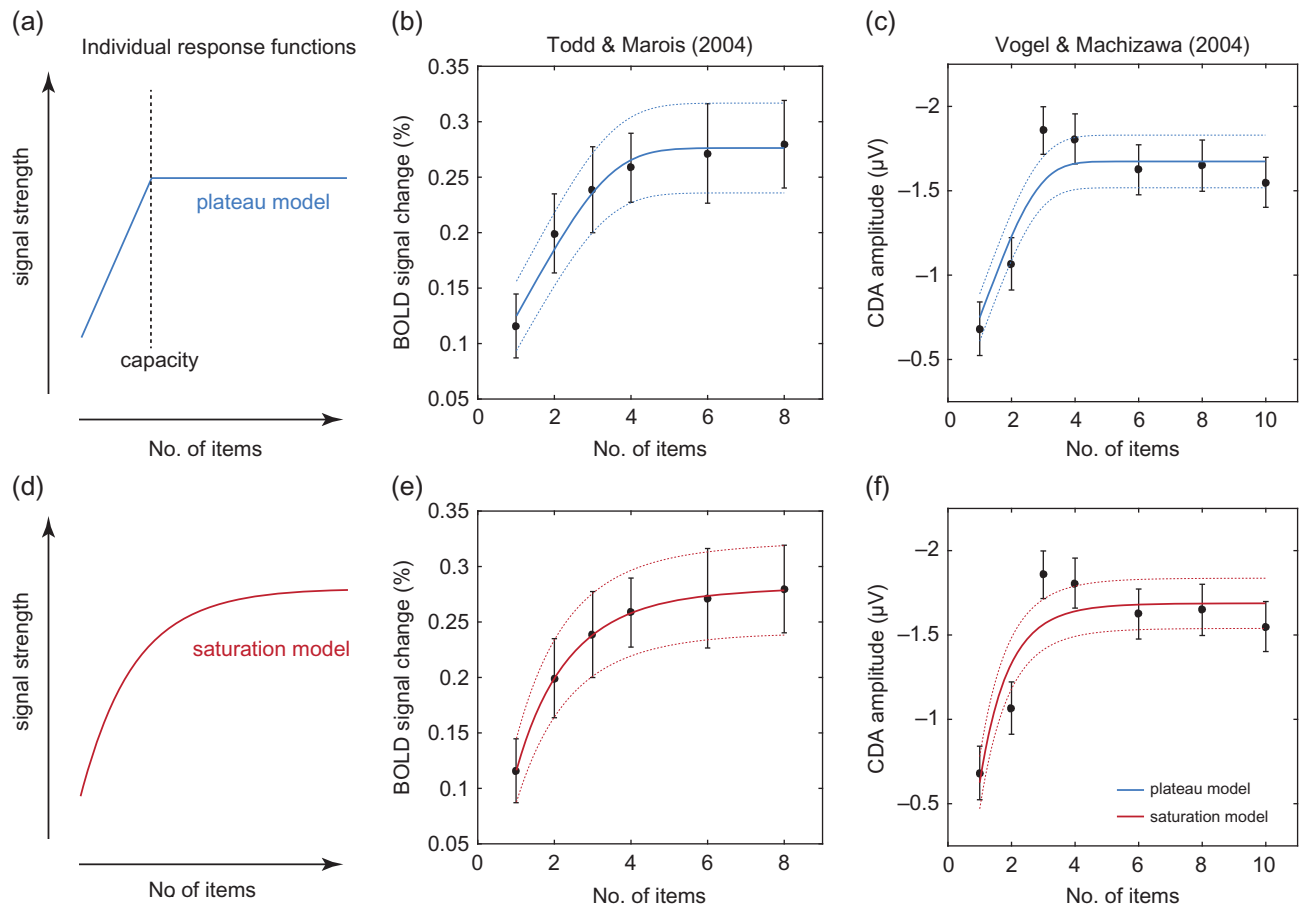 (a)
Individual response functions
signal strength
plateau model
capacity
No. of items
(b)
Todd & Marois (2004)
BOLD signal change (%)
0.35
0.3
0.25
0.2
0.15
0.1
0.05
0 2 4 6 8
No. of items
(c)
Vogel & Machizawa (2004)
CDA amplitude (µV)
–2
–1.5
–1
–0.5
0 2 4 6 8 10
No. of items
(d)
signal strength
saturation model
No of items
(e)
BOLD signal change (%)
0.35
0.3
0.25
0.2
0.15
0.1
0.05
0 2 4 6 8
No. of items
(f)
CDA amplitude (µV)
–2
–1.5
–1
–0.5
plateau model
saturation model
0 2 4 6 8 10
No. of items